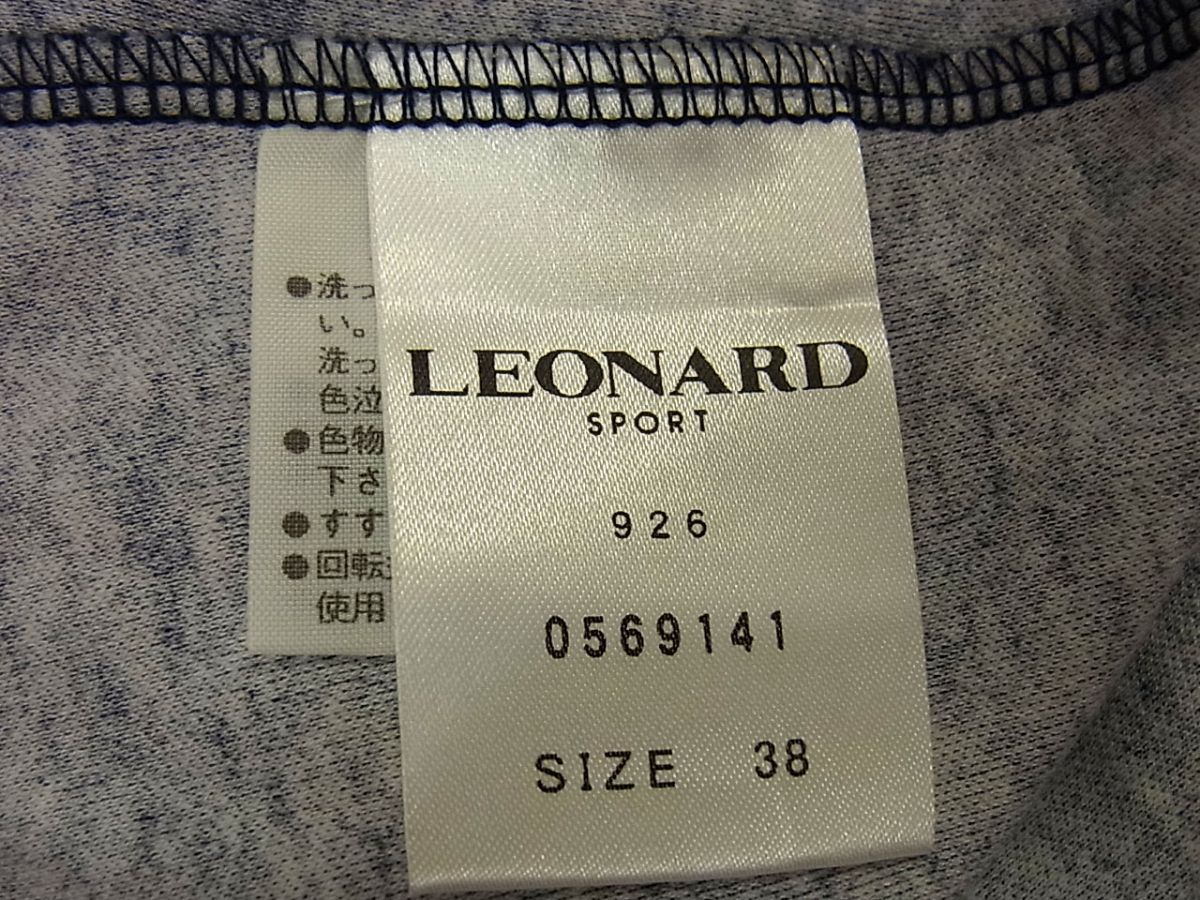 LEONARD
SPORT
926
0569141
SIZE 38
●洗っ
い。
洗っ
色泣
●色物
下さ
●すす
●回転
使用